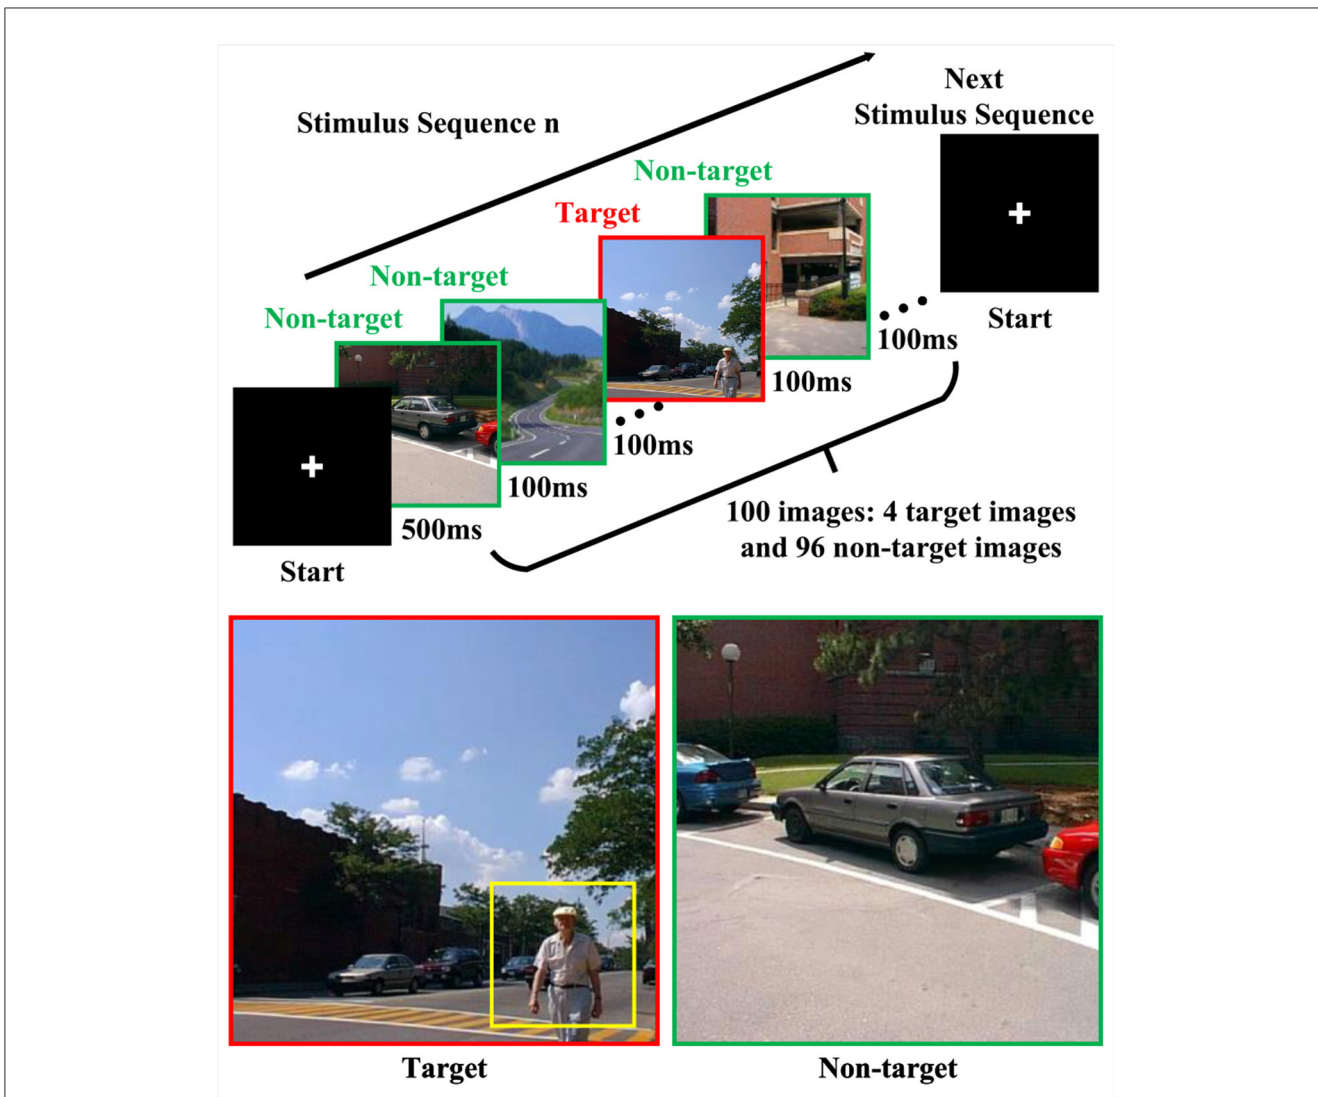 Next
Stimulus Sequence
Stimulus Sequence n
Non-target
Target
Non-target
Non-target
Start
100ms
100ms
100ms
100ms
500ms
Start
100 images: 4 target images
and 96 non-target images
Target
Non-target